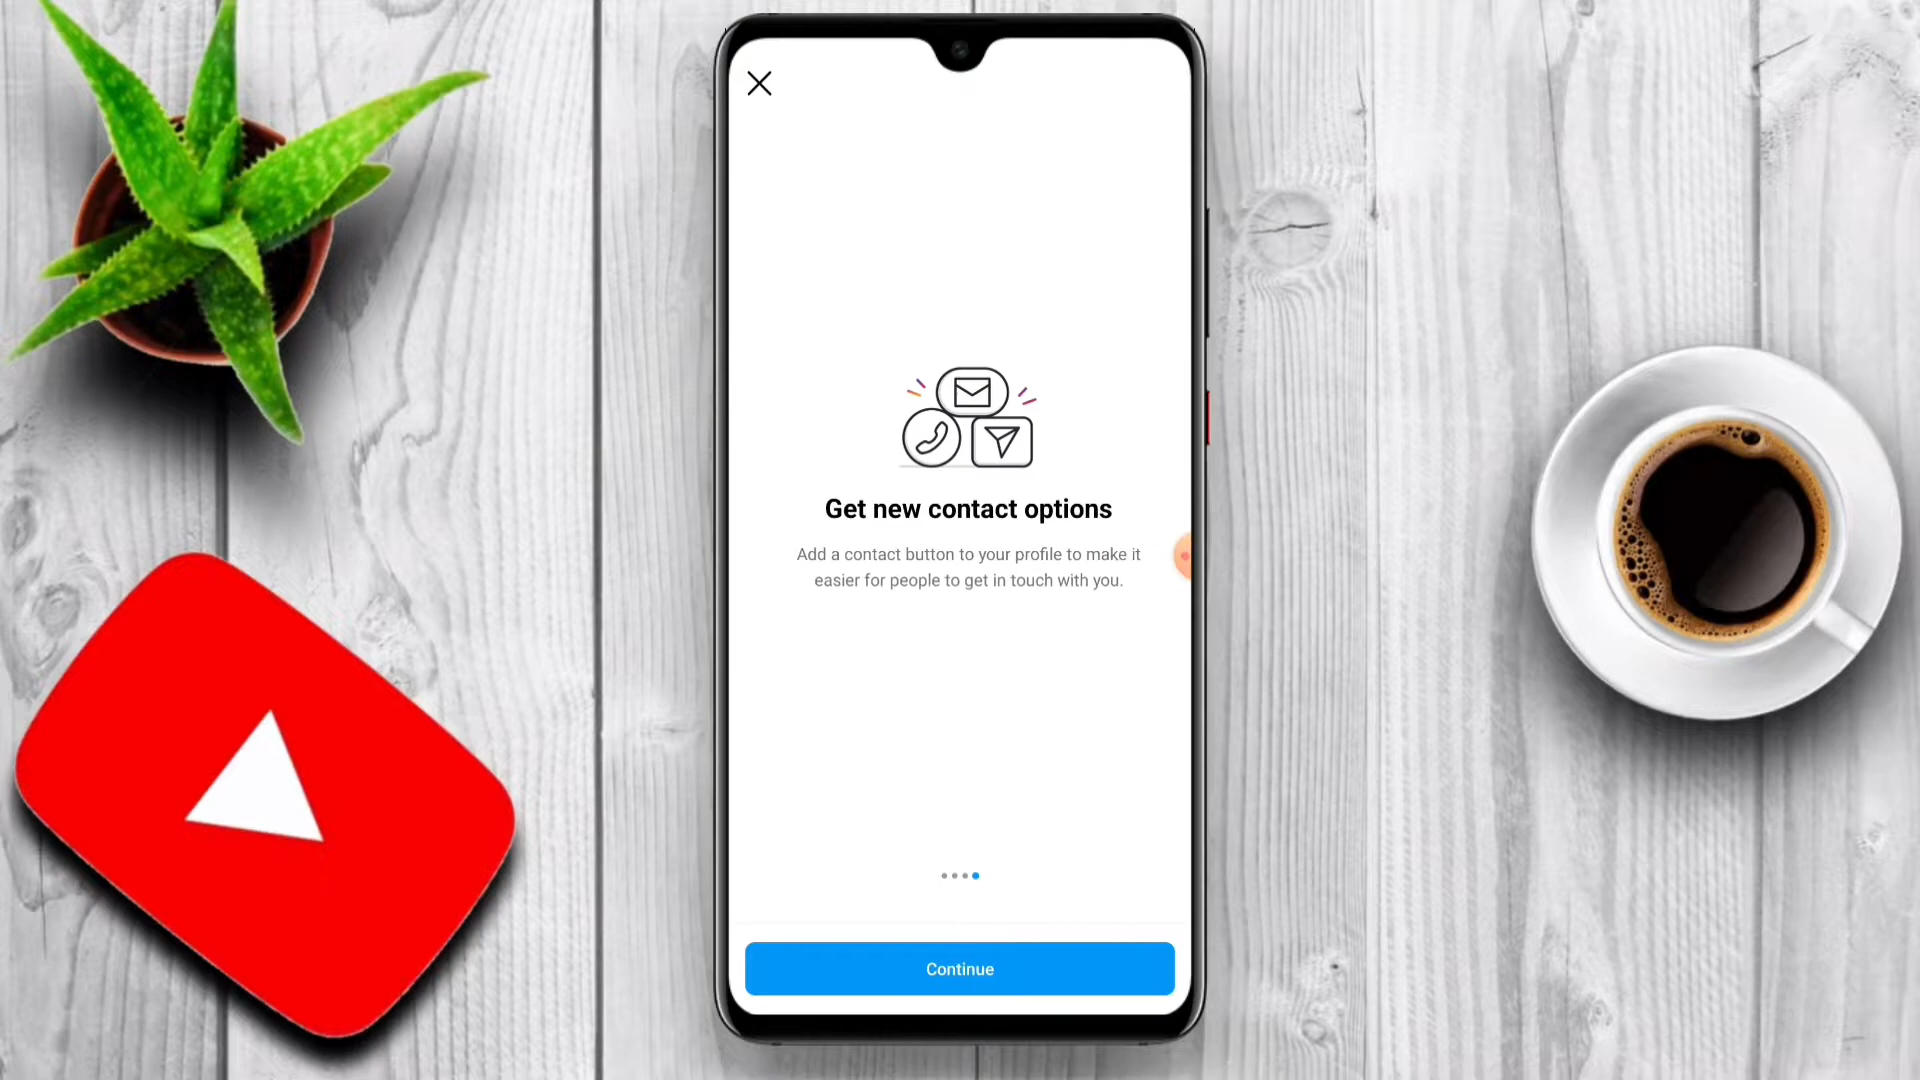 Get new contact options
Add a contact button to your profile to make it
easier for people to get in touch with you.
Continue